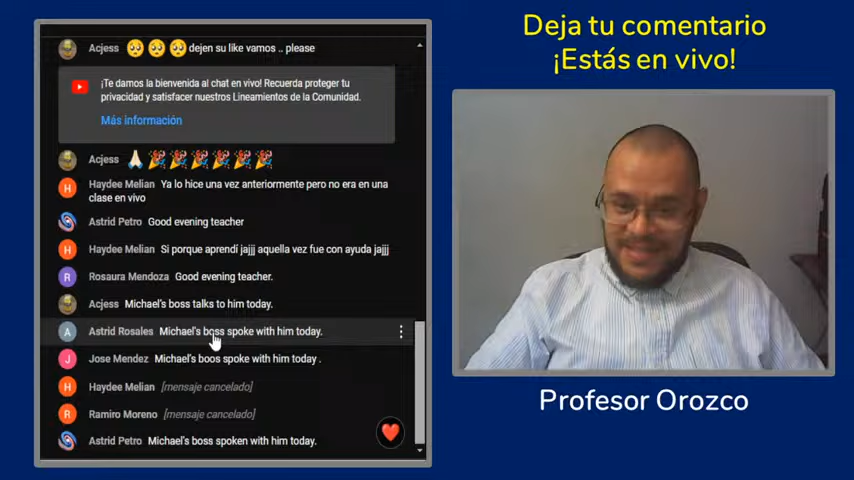 Acjess 🥺🥺🥺 dejen su like vamos .. please
¡Te damos la bienvenida al chat en vivo! Recuerda proteger tu
privacidad y satisfacer nuestros Lineamientos de la Comunidad.
Más información
Acjess 🙏🏻🎉🎉🎉🎉🎉🎉
H Haydee Melian Ya lo hice una vez anteriormente pero no era en una
clase en vivo
Astrid Petro Good evening teacher
H Haydee Melian Si porque aprendí jajjj aquella vez fue con ayuda jajjj
R Rosaura Mendoza Good evening teacher.
Acjess Michael's boss talks to him today.
A Astrid Rosales Michael's boss spoke with him today.
J Jose Mendez Michael's boos spoke with him today .
H Haydee Melian [mensaje cancelado]
R Ramiro Moreno [mensaje cancelado]
Astrid Petro Michael's boss spoken with him today.
Deja tu comentario
¡Estás en vivo!
Profesor Orozco